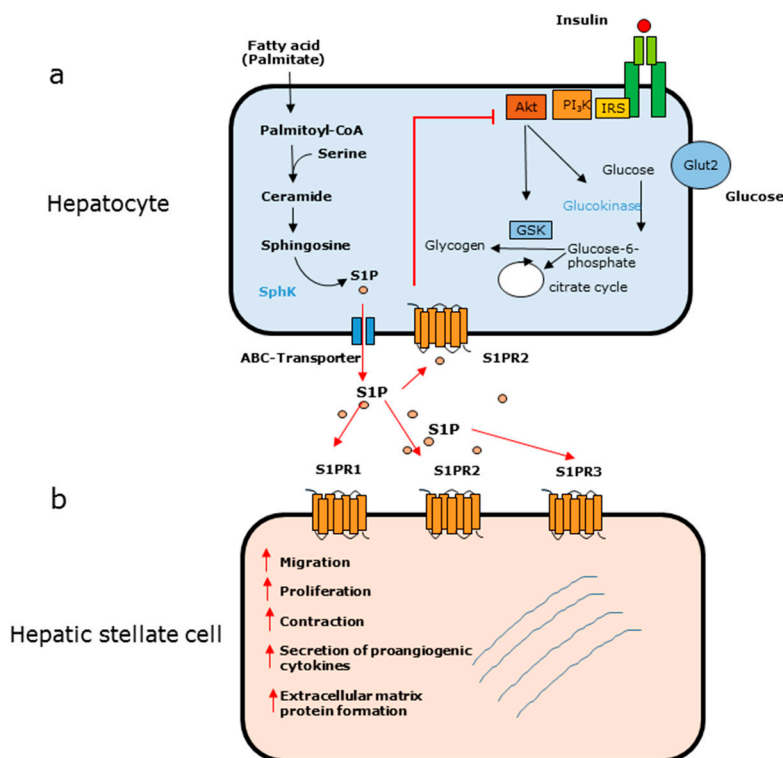 a
Fatty acid
(Palmitate)
Insulin
Akt
PI3K
IRS
Palmitoyl-CoA
Serine
Ceramide
Sphingosine
S1P
SphK
Glucose
Glut2
Glucose
Glucokinase
GSK
Glycogen
Glucose-6-
phosphate
citrate cycle
Hepatocyte
ABC-Transporter
S1PR2
S1P
S1P
S1PR1
S1PR2
S1PR3
b
Hepatic stellate cell
Migration
Proliferation
Contraction
Secretion of proangiogenic
cytokines
Extracellular matrix
protein formation